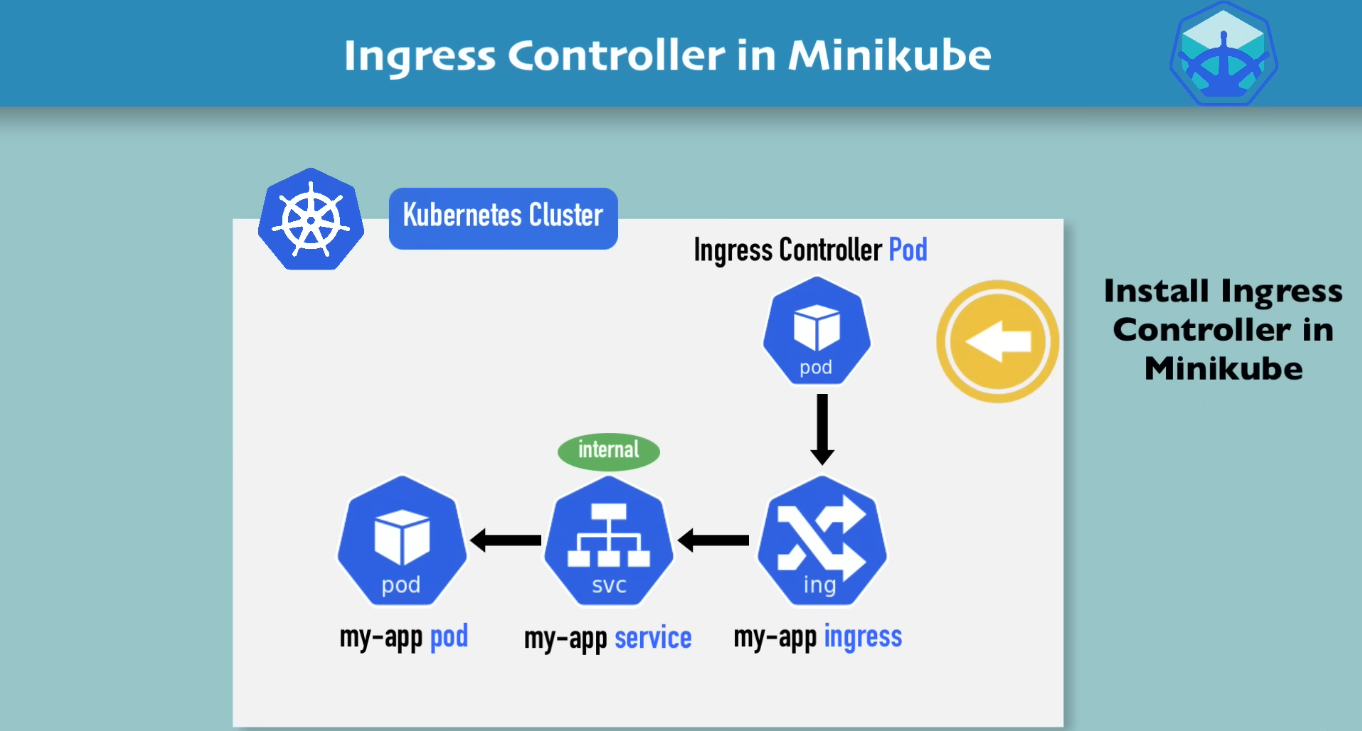 Ingress Controller in Minikube
Kubernetes Cluster
Ingress Controller Pod
pod
Install Ingress
Controller in
Minikube
internal
pod
svc
ing
my-app pod
my-app service
my-app ingress